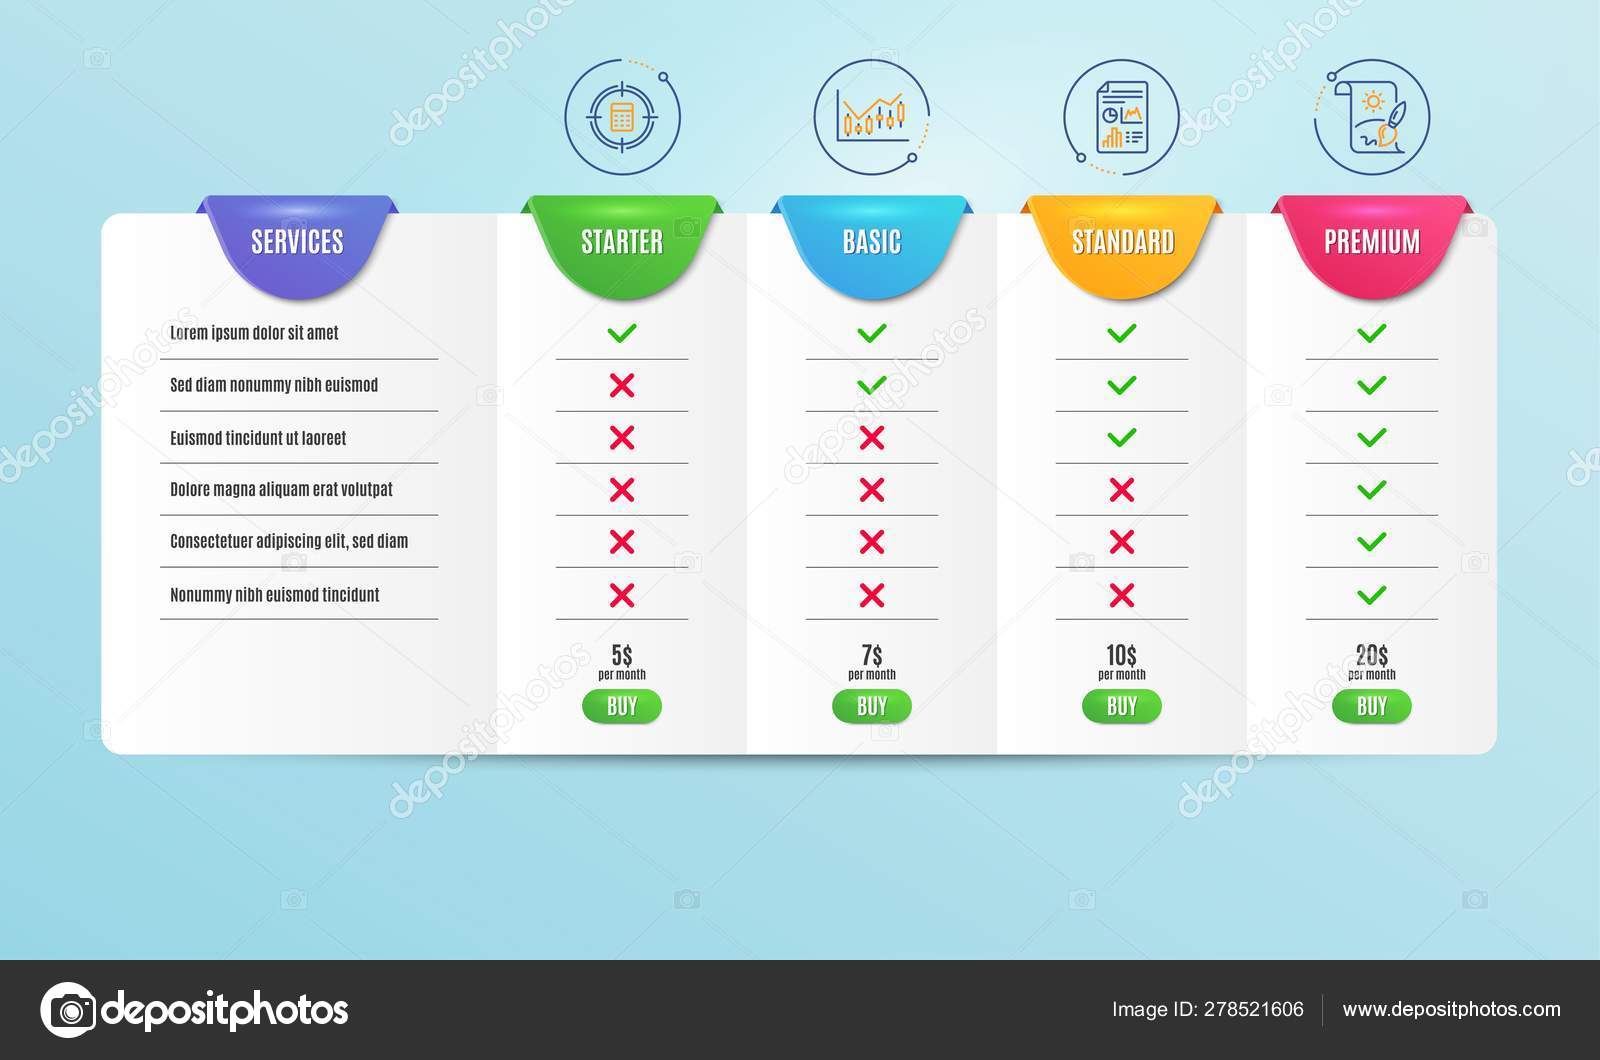 SERVICES STARTER BASIC STANDARD PREMIUM
Lorem ipsum dolor sit amet
Sed diam nonummy nibh euismod
Euismod tincidunt ut laoreet
Dolore magna aliquam erat volutpat
Consectetuer adipiscing elit, sed diam
Nonummy nibh euismod tincidunt
5$ 7$ 10$ 20$
per month per month per month per month
BUY BUY BUY BUY
depositphotos
Image ID: 278521606 www.depositphotos.com